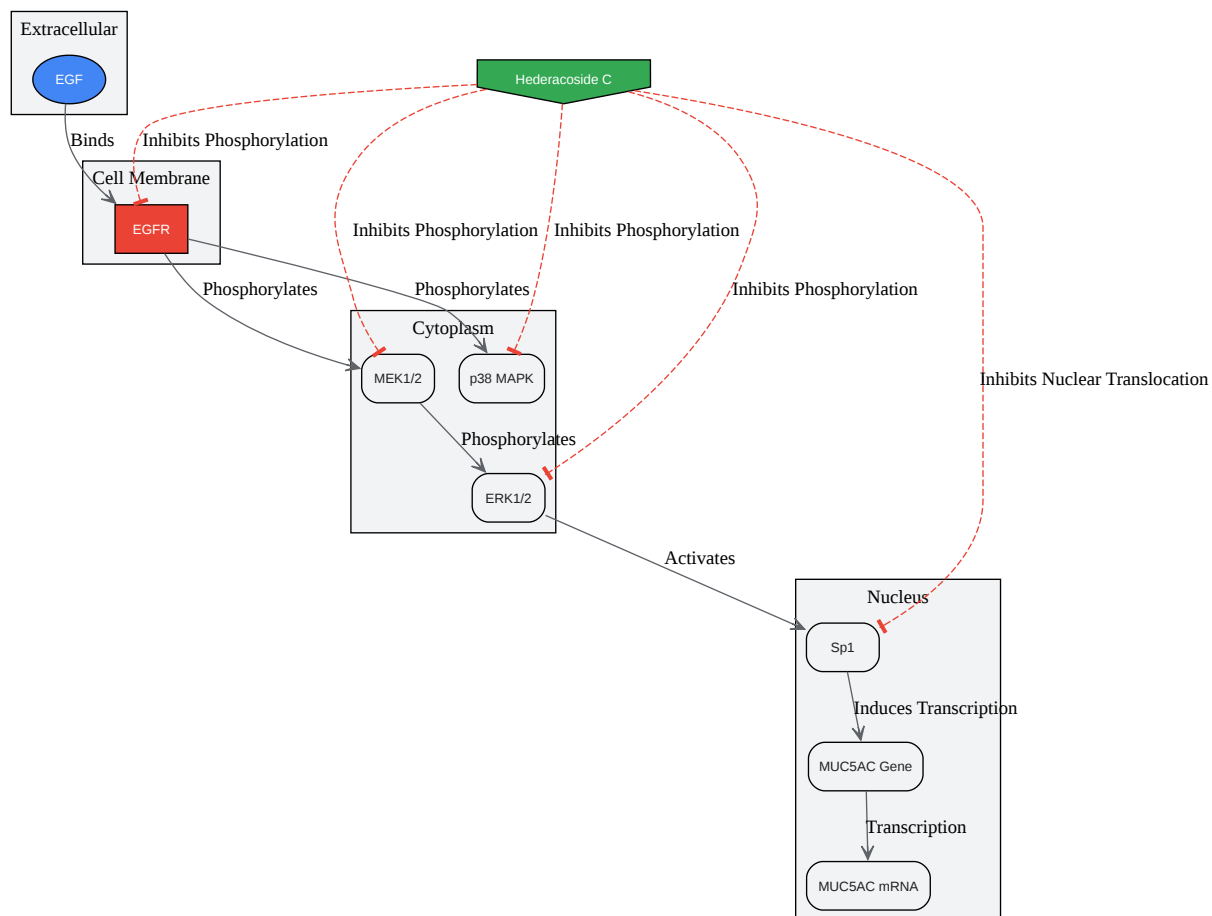 Extracellular
EGF
Hederacoside C
Binds
Inhibits Phosphorylation
Cell Membrane
EGFR
Inhibits Phosphorylation
Inhibits Phosphorylation
Phosphorylates
Phosphorylates
Inhibits Phosphorylation
Cytoplasm
MEK1/2
p38 MAPK
Inhibits Nuclear Translocation
Phosphorylates
ERK1/2
Activates
Nucleus
Sp1
Induces Transcription
MUC5AC Gene
Transcription
MUC5AC mRNA